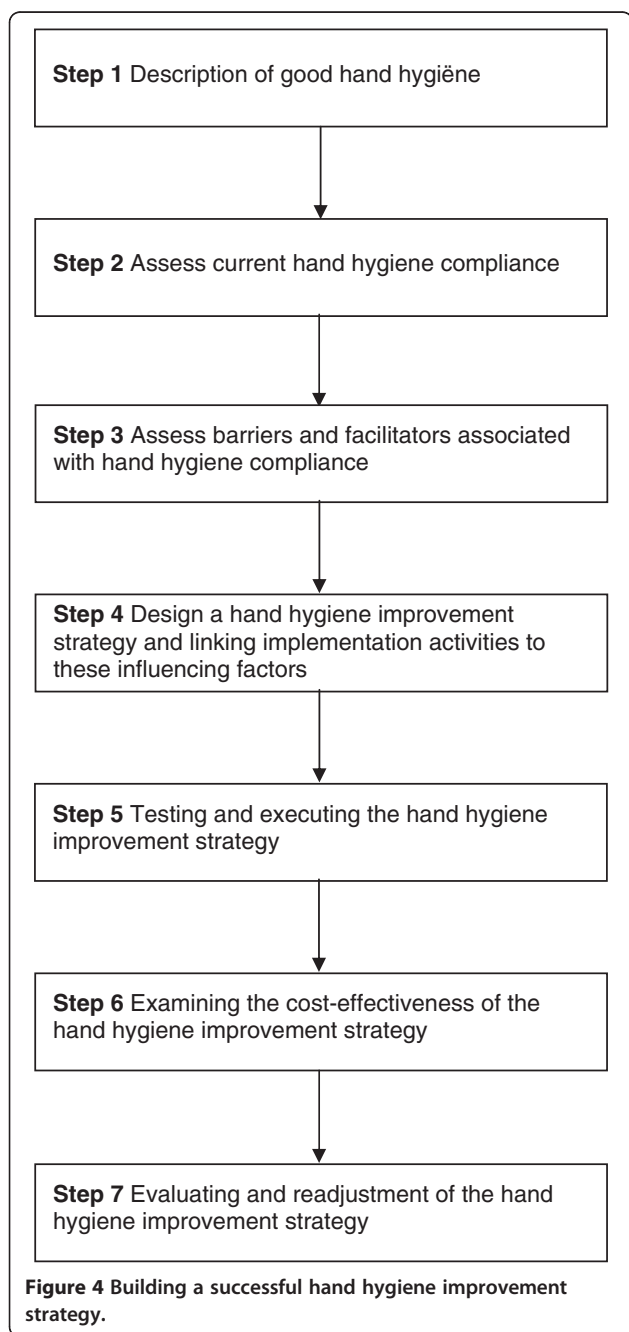 Step 1 Description of good hand hygiëne
Step 2 Assess current hand hygiene compliance
Step 3 Assess barriers and facilitators associated
with hand hygiene compliance
Step 4 Design a hand hygiene improvement
strategy and linking implementation activities to
these influencing factors
Step 5 Testing and executing the hand hygiene
improvement strategy
Step 6 Examining the cost-effectiveness of the
hand hygiene improvement strategy
Step 7 Evaluating and readjustment of the hand
hygiene improvement strategy
Figure 4 Building a successful hand hygiene improvement
strategy.